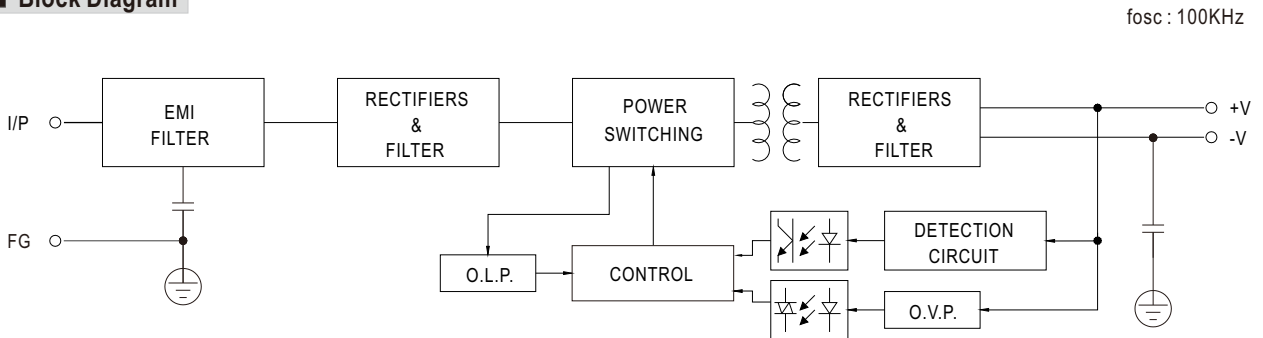 Block Diagram
fosc : 100KHz
I/P
EMI
FILTER
RECTIFIERS
&
FILTER
POWER
SWITCHING
RECTIFIERS
&
FILTER
+V
-V
FG
O.L.P.
CONTROL
DETECTION
CIRCUIT
O.V.P.